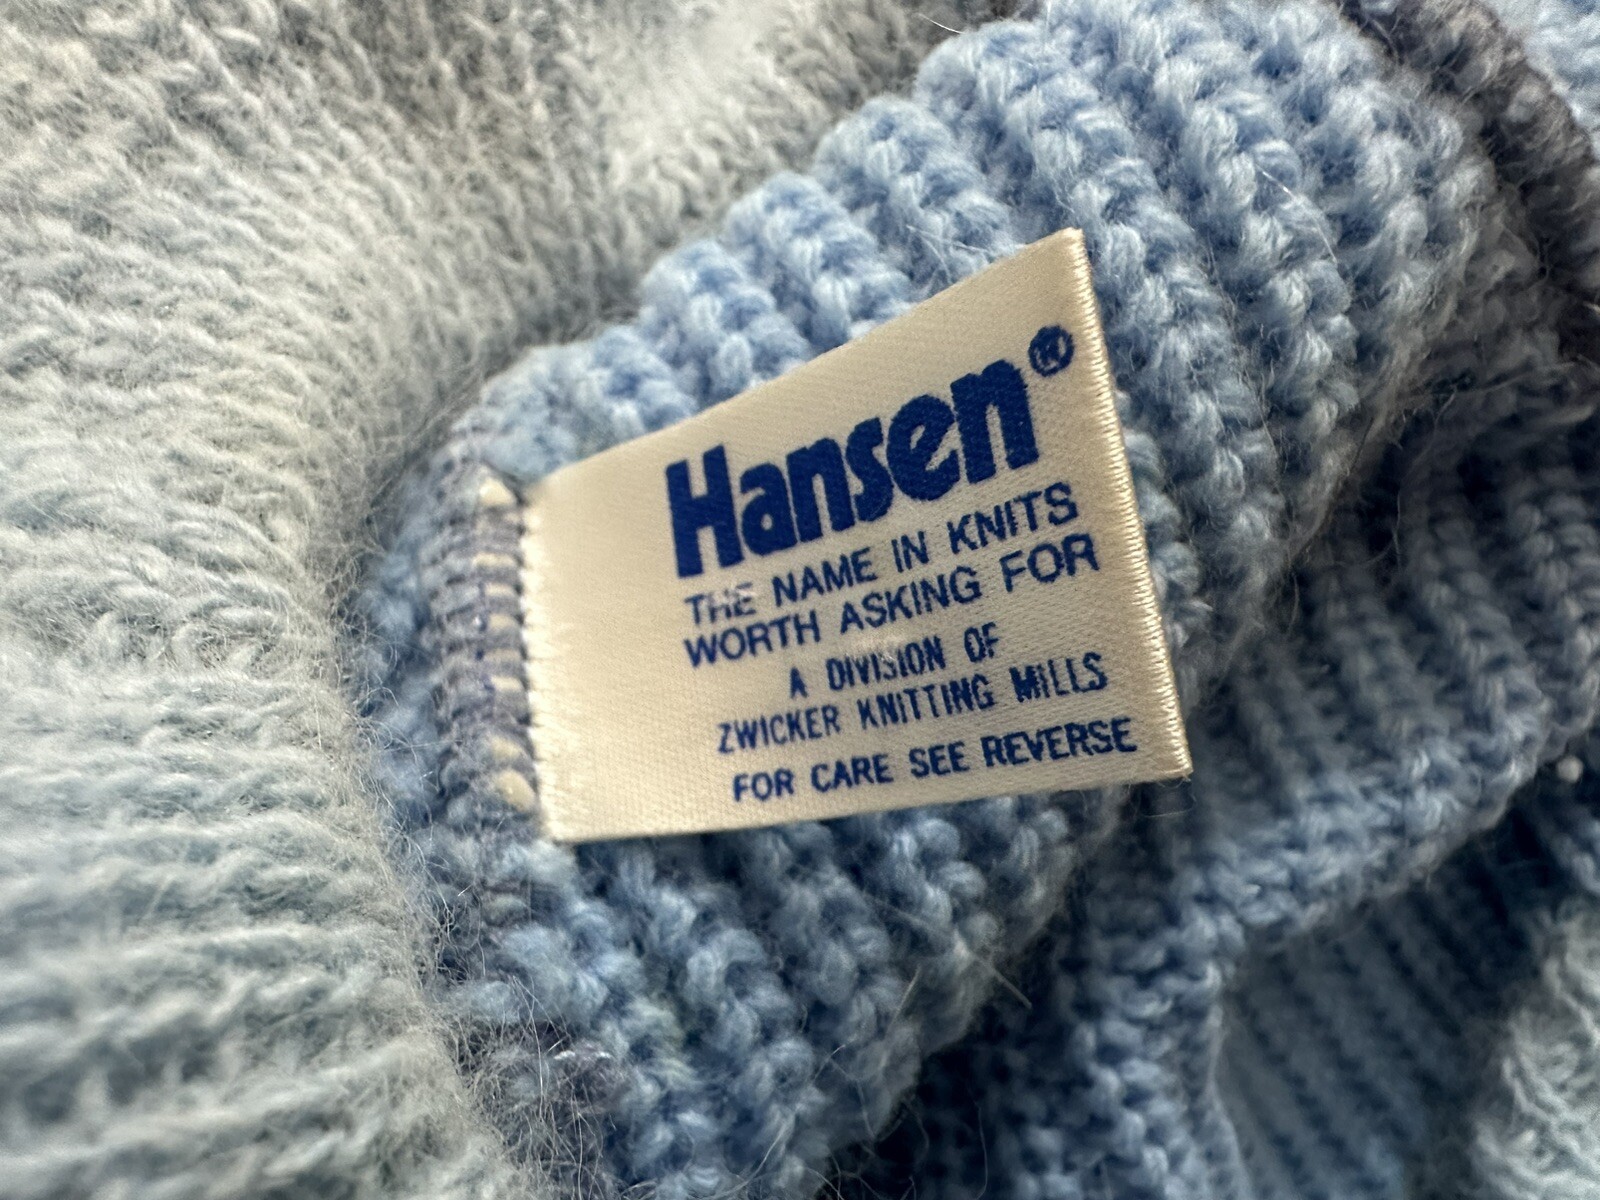 Hansen®
THE NAME IN KNITS
WORTH ASKING FOR
A DIVISION OF
ZWICKER KNITTING MILLS
FOR CARE SEE REVERSE